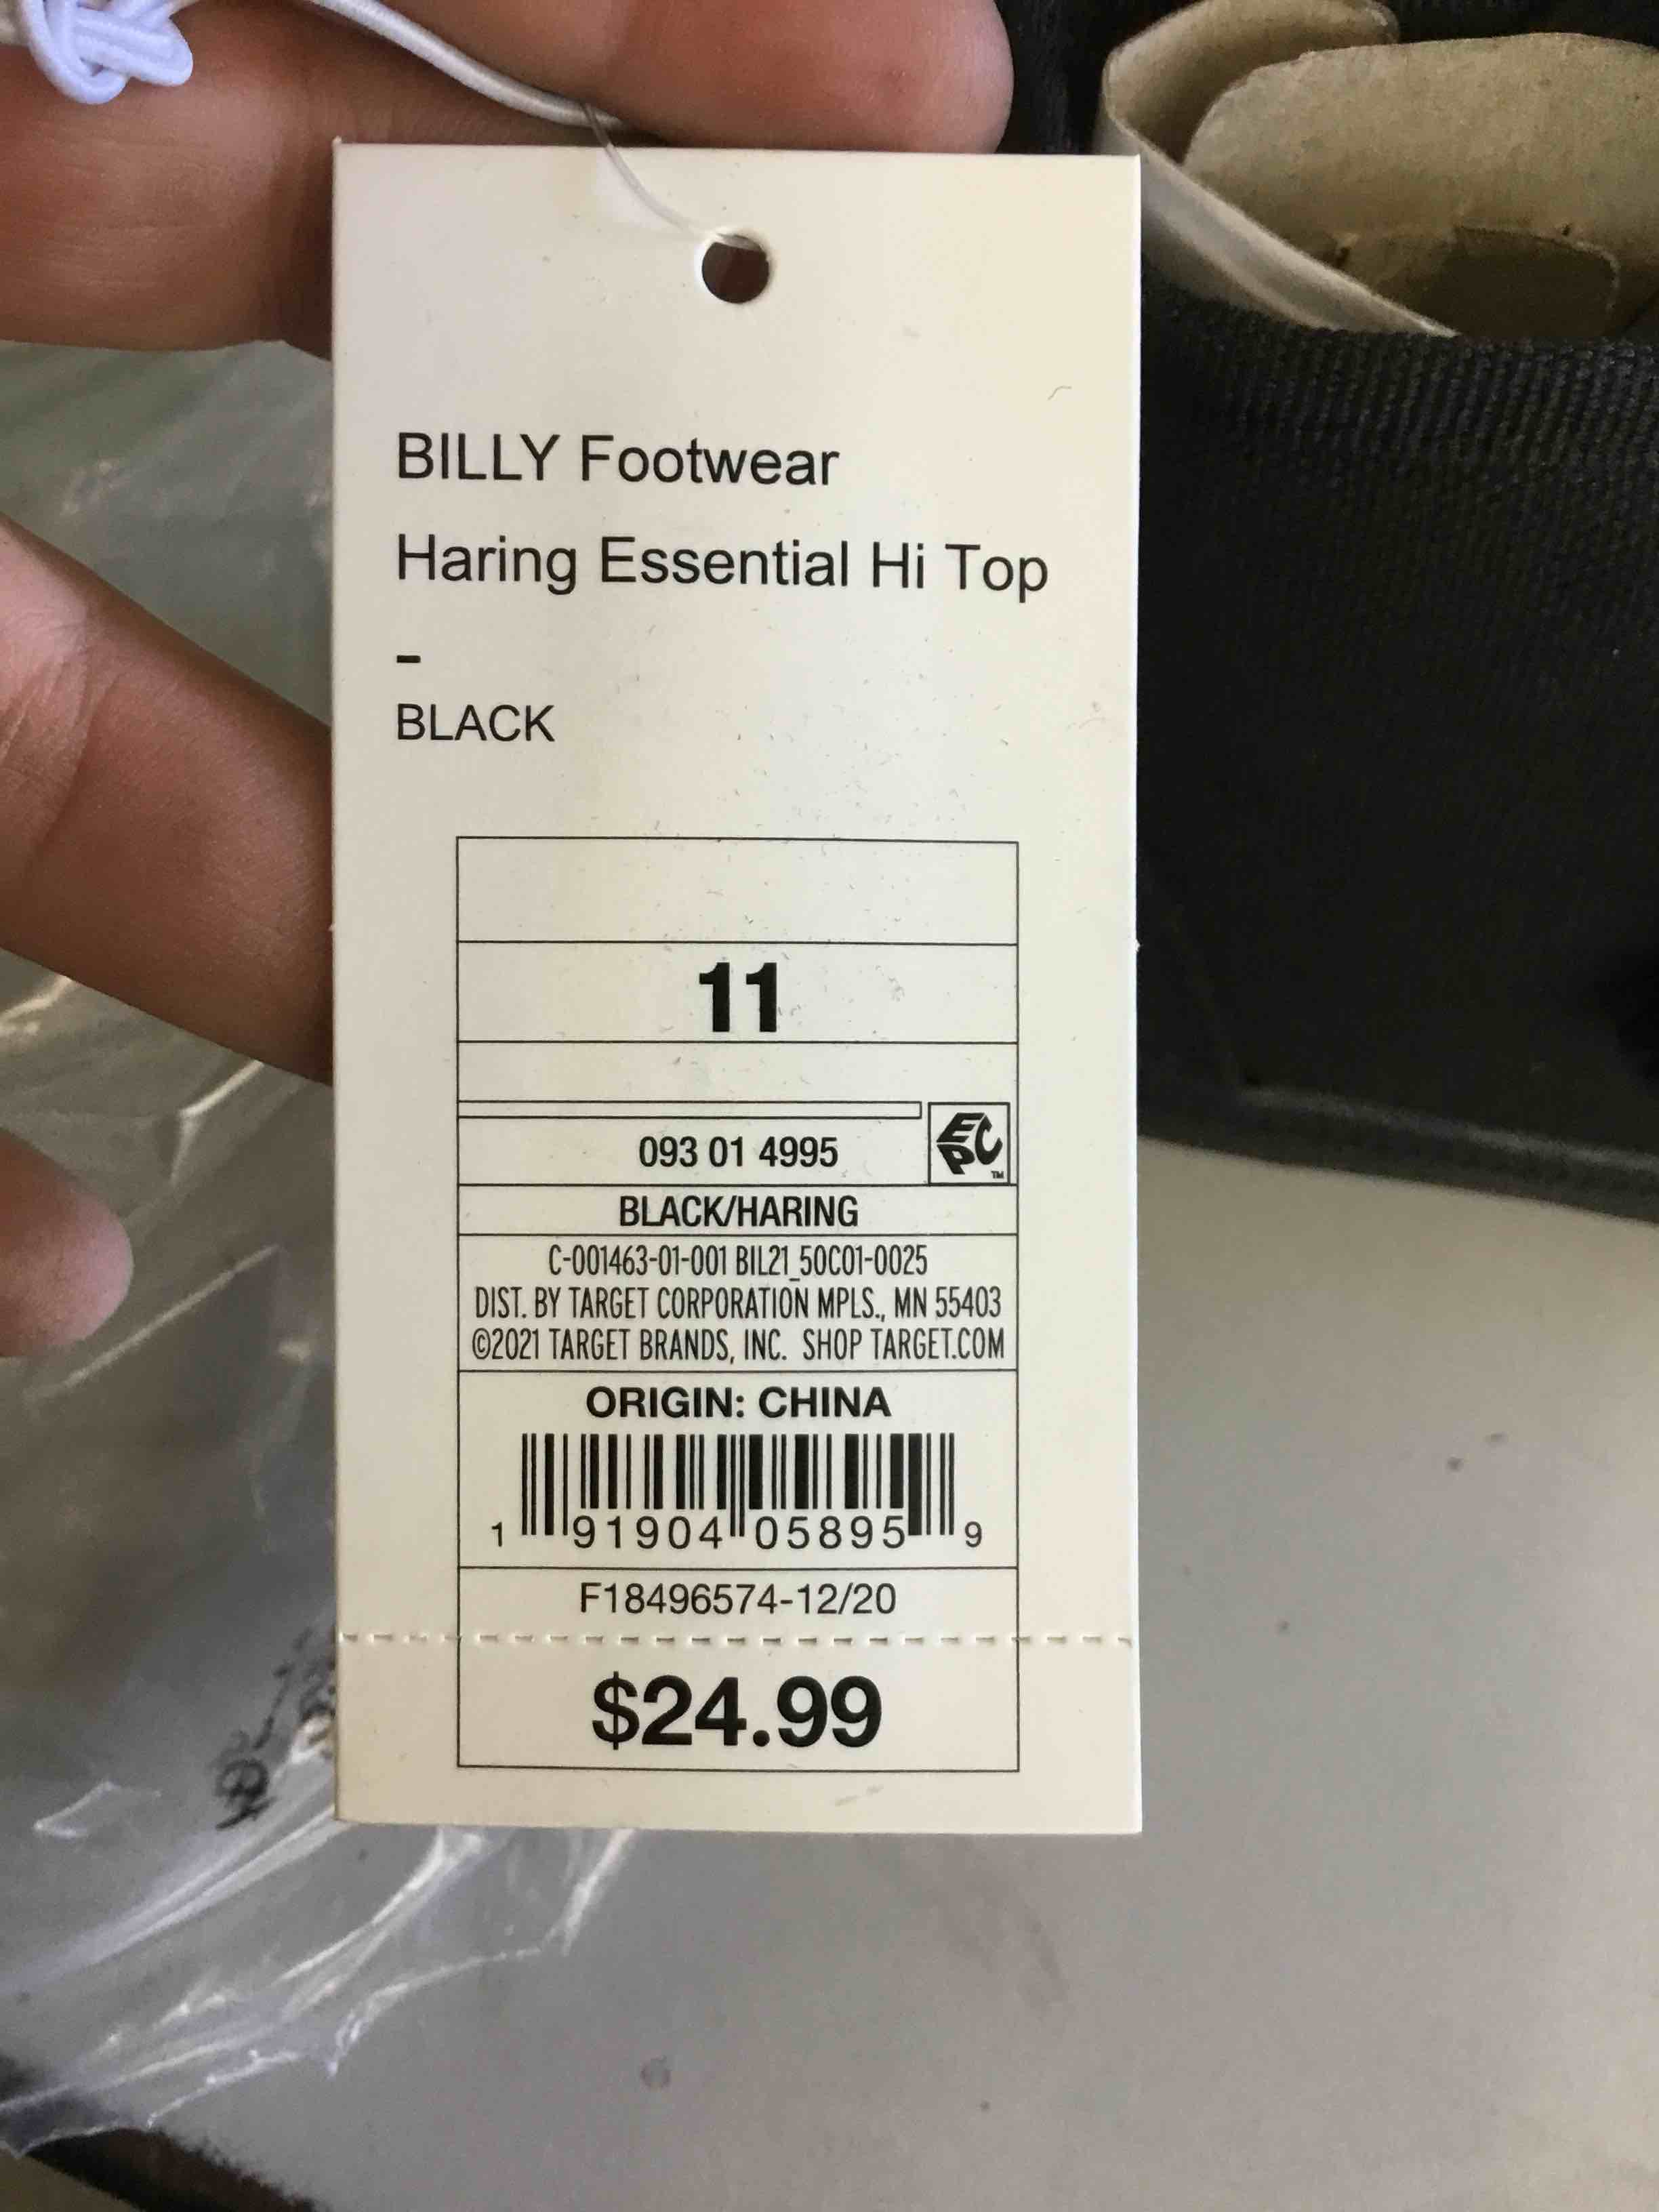 BILLY Footwear
Haring Essential Hi Top
-
BLACK
11
093 01 4995
EPC™
BLACK/HARING
C-001463-01-001 BIL21_50C01-0025
DIST. BY TARGET CORPORATION MPLS., MN 55403
©2021 TARGET BRANDS, INC. SHOP TARGET.COM
ORIGIN: CHINA
1 91904 05895 9
F18496574-12/20
$24.99